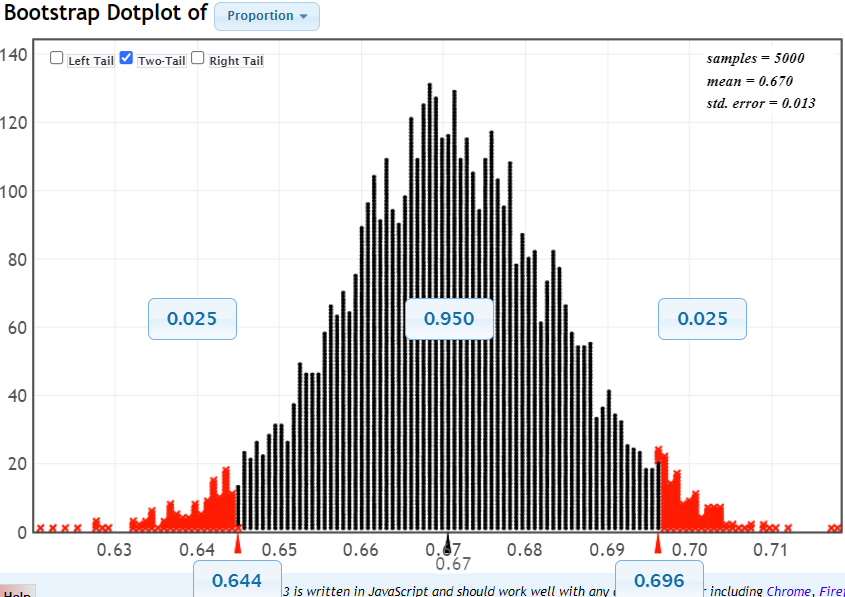 Bootstrap Dotplot of Proportion
Left Tail Two-Tail Right Tail
samples = 5000
mean = 0.670
std. error = 0.013
140
120
100
80
60
40
20
0
0.025 0.950 0.025
0.63 0.64 0.65 0.66 0.67 0.68 0.69 0.70 0.71
0.67
0.644 0.696
Help 3 is written in JavaScript and should work well with any including Chrome, Firef